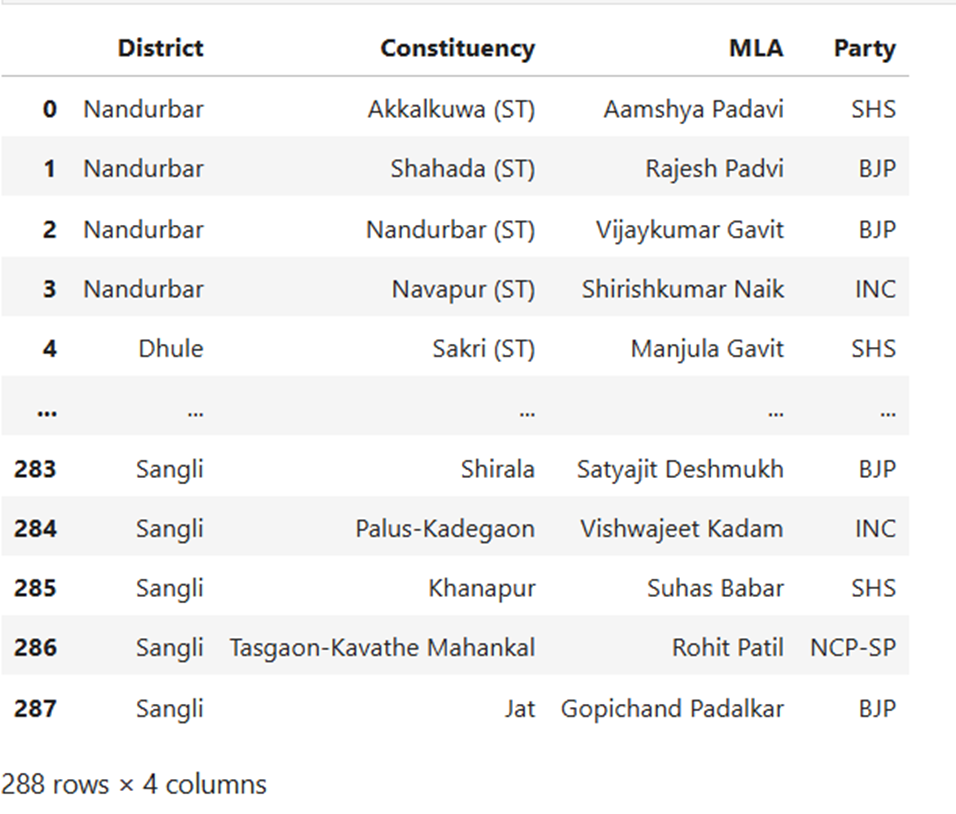 District Constituency MLA Party
0 Nandurbar Akkalkuwa (ST) Aamshya Padavi SHS
1 Nandurbar Shahada (ST) Rajesh Padvi BJP
2 Nandurbar Nandurbar (ST) Vijaykumar Gavit BJP
3 Nandurbar Navapur (ST) Shirishkumar Naik INC
4 Dhule Sakri (ST) Manjula Gavit SHS
... ... ... ... ...
283 Sangli Shirala Satyajit Deshmukh BJP
284 Sangli Palus-Kadegaon Vishwajeet Kadam INC
285 Sangli Khanapur Suhas Babar SHS
286 Sangli Tasgaon-Kavathe Mahankal Rohit Patil NCP-SP
287 Sangli Jat Gopichand Padalkar BJP
288 rows × 4 columns